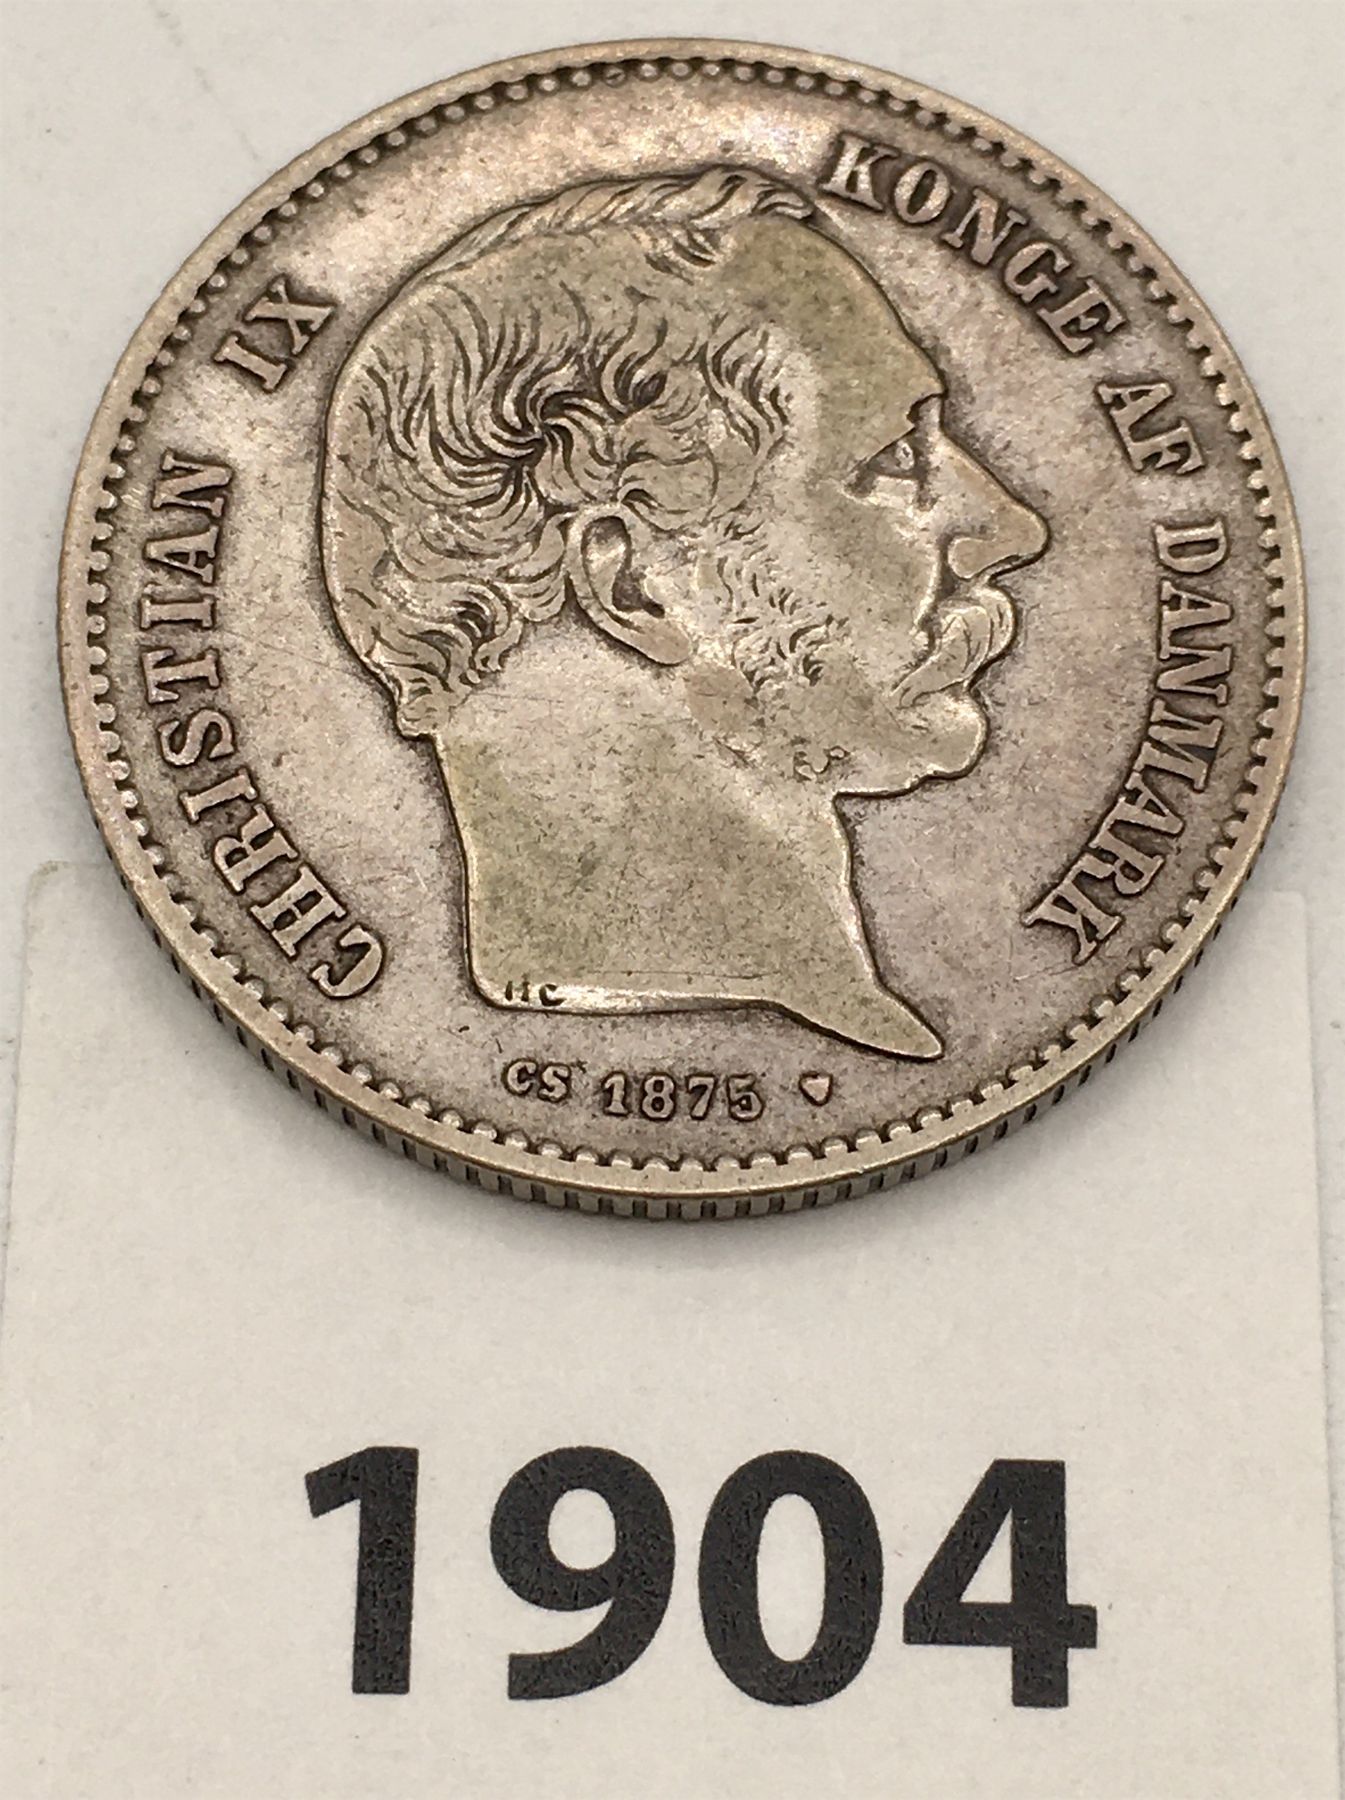 CHRISTIAN IX KONGE AF DANMARK
HC
CS 1875 ♥
1904